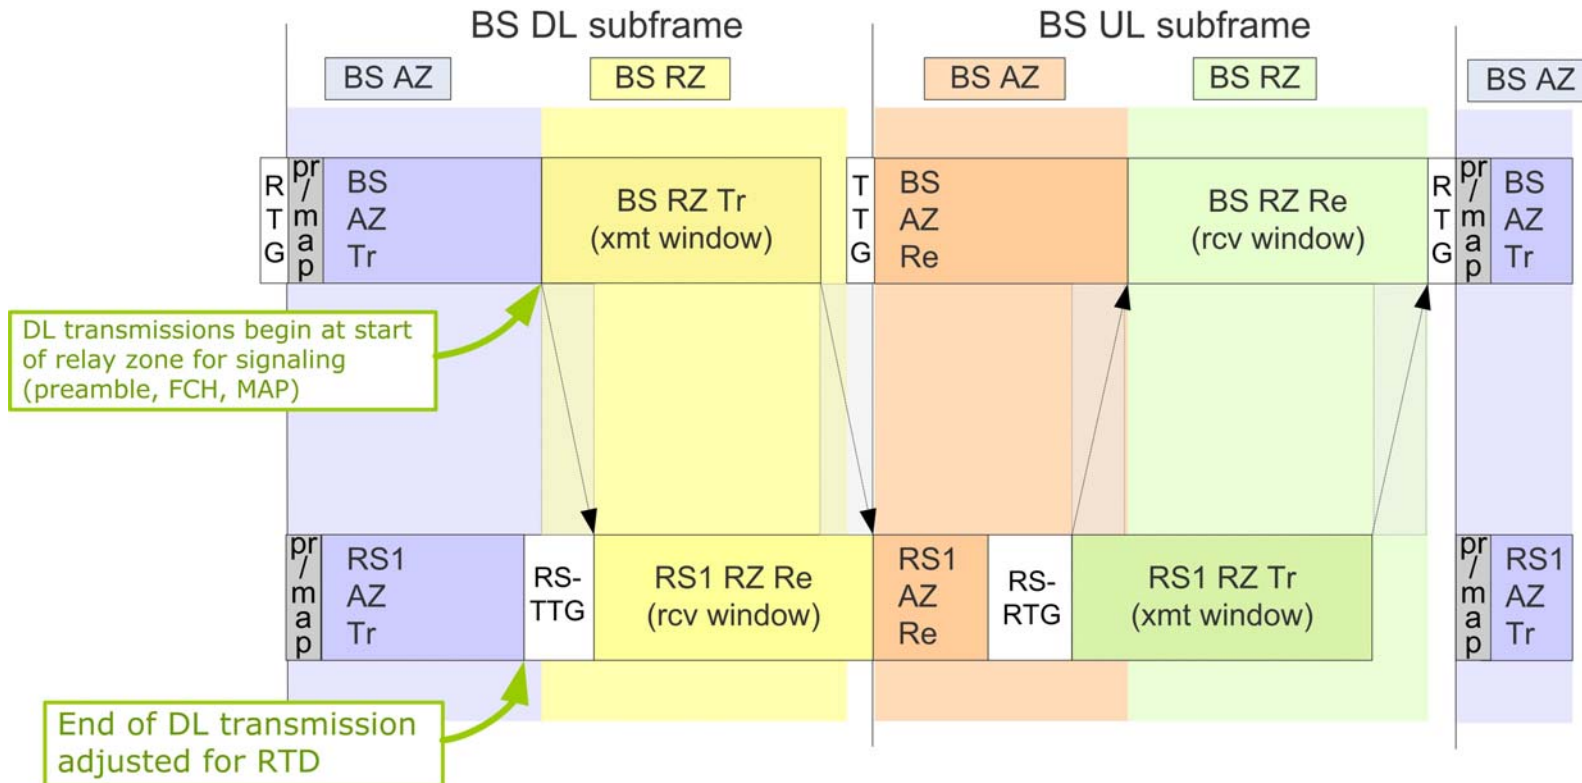 BS DL subframe
BS UL subframe
BS AZ
BS RZ
BS AZ
BS RZ
BS AZ
R
T
G
pr
/
m
a
p
BS
AZ
Tr
BS RZ Tr
(xmt window)
T
T
G
BS
AZ
Re
BS RZ Re
(rcv window)
R
T
G
pr
/
m
a
p
BS
AZ
Tr
DL transmissions begin at start
of relay zone for signaling
(preamble, FCH, MAP)
pr
/
m
a
p
RS1
AZ
Tr
RS-
TTG
RS1 RZ Re
(rcv window)
RS1
AZ
Re
RS-
RTG
RS1 RZ Tr
(xmt window)
pr
/
m
a
p
RS1
AZ
Tr
End of DL transmission
adjusted for RTD